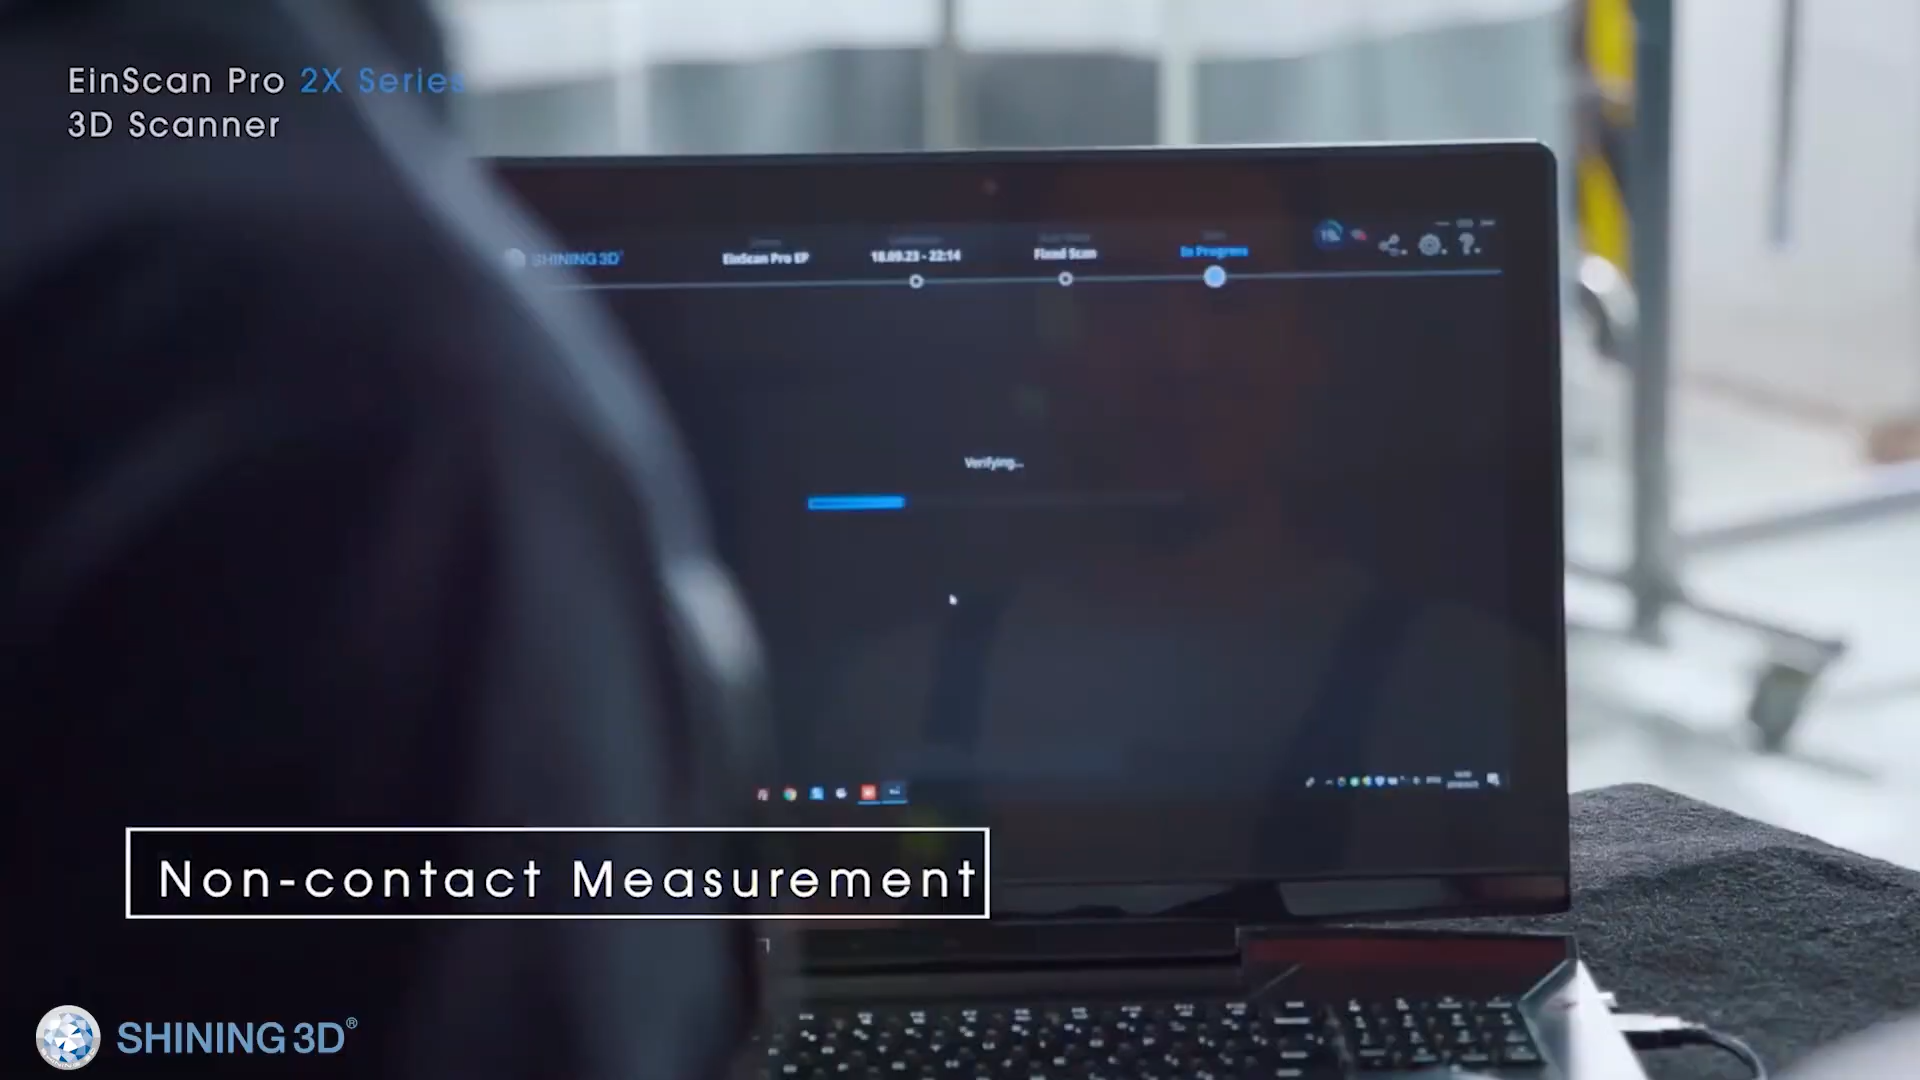 EinScan Pro 2X Series
3D Scanner
SHINING 3D®
EinScan Pro EP
18.09.23 - 22:14
Fixed Scan
In Progress
Verifying...
Non-contact Measurement
SHINING 3D®